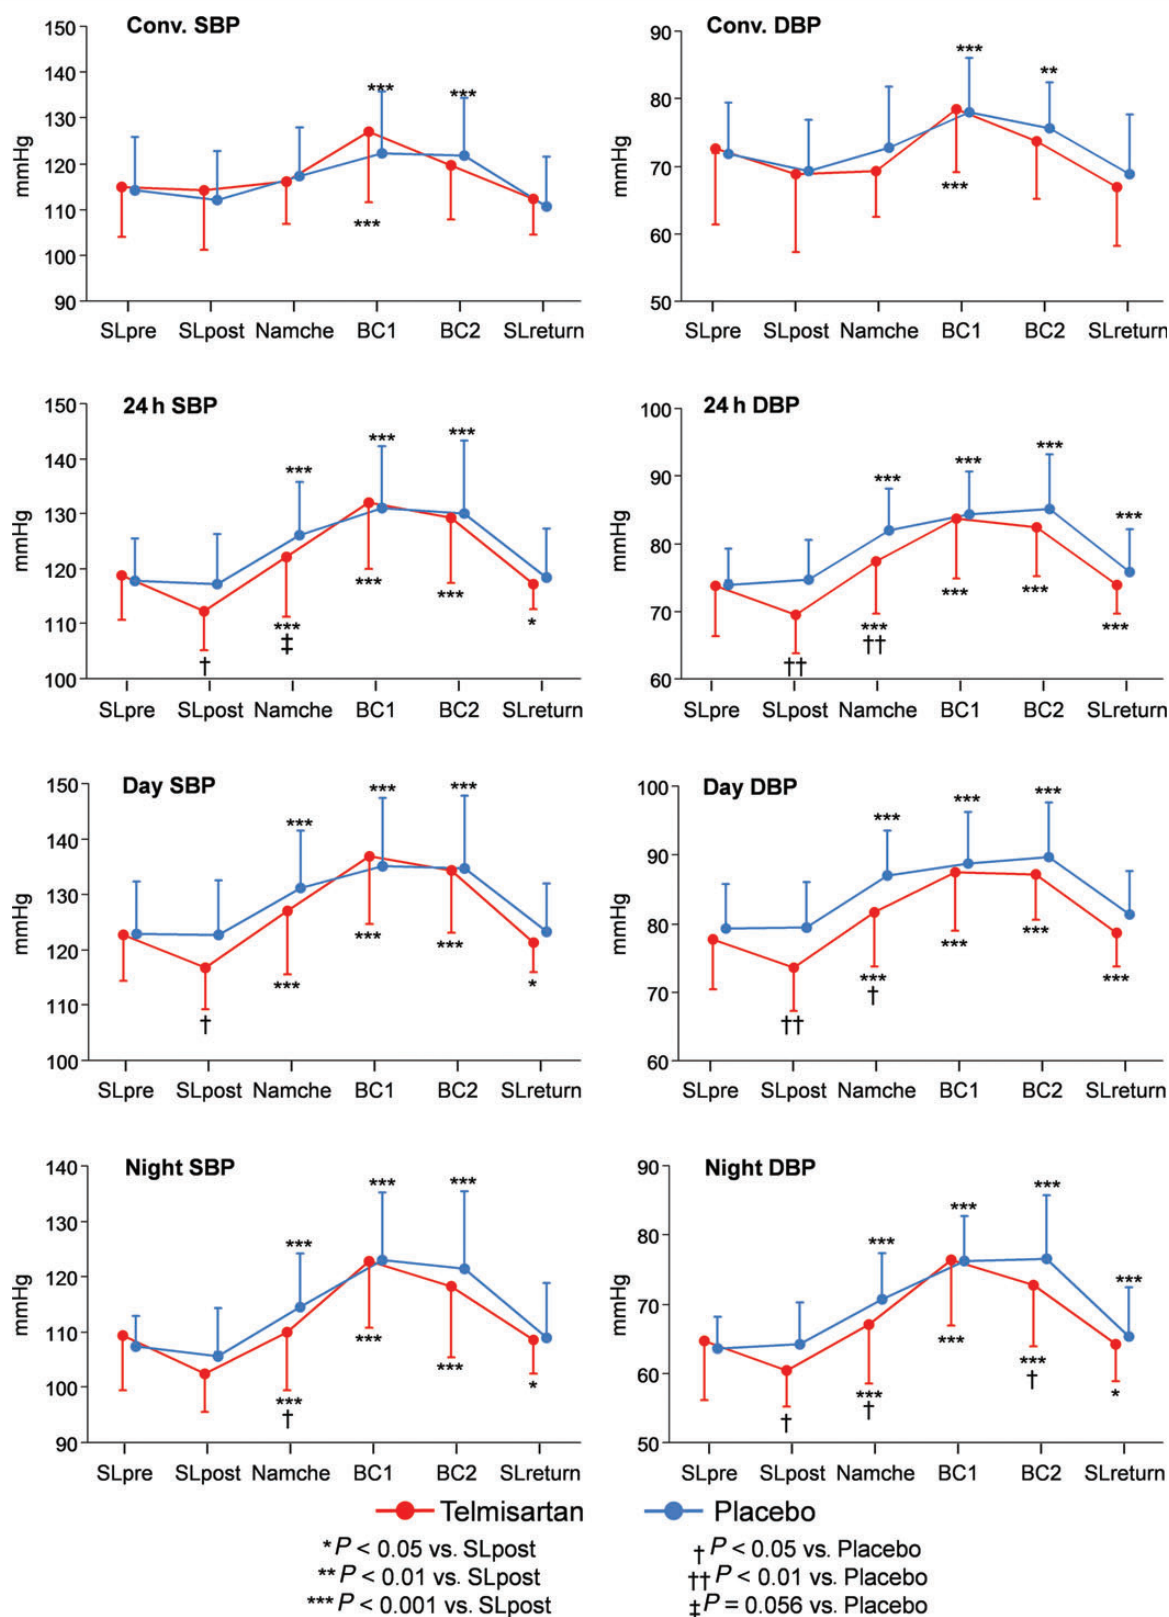 Conv. SBP
mmHg
150
140
130
120
110
100
90
*** ***
***
SLpre SLpost Namche BC1 BC2 SLreturn
Conv. DBP
mmHg
90
80
70
60
50
*** **
***
SLpre SLpost Namche BC1 BC2 SLreturn
24 h SBP
mmHg
150
140
130
120
110
100
*** *** ***
† *** ‡ *** *** *
SLpre SLpost Namche BC1 BC2 SLreturn
24 h DBP
mmHg
100
90
80
70
60
*** *** *** ***
†† *** †† *** *** ***
SLpre SLpost Namche BC1 BC2 SLreturn
Day SBP
mmHg
150
140
130
120
110
100
*** *** ***
† *** *** *** *
SLpre SLpost Namche BC1 BC2 SLreturn
Day DBP
mmHg
100
90
80
70
60
*** *** ***
†† *** † *** *** ***
SLpre SLpost Namche BC1 BC2 SLreturn
Night SBP
mmHg
140
130
120
110
100
90
*** *** ***
*** † *** *** *
SLpre SLpost Namche BC1 BC2 SLreturn
Night DBP
mmHg
90
80
70
60
50
*** *** *** ***
† *** † *** *** † *
SLpre SLpost Namche BC1 BC2 SLreturn
Telmisartan Placebo
*P < 0.05 vs. SLpost
**P < 0.01 vs. SLpost
***P < 0.001 vs. SLpost
†P < 0.05 vs. Placebo
††P < 0.01 vs. Placebo
‡P = 0.056 vs. Placebo